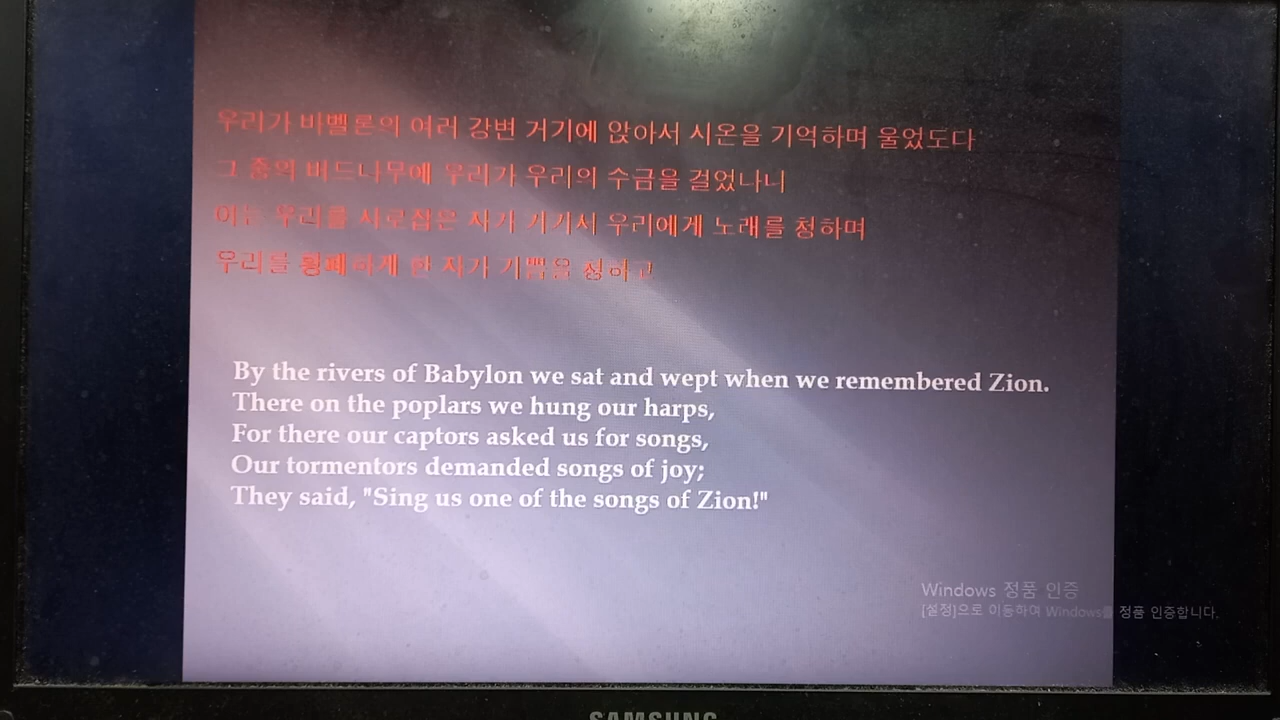 우리가 바벨론의 여러 강변 거기에 앉아서 시온을 기억하며 울었도다
그 중의 버드나무에 우리가 우리의 수금을 걸었나니
이는 우리를 사로잡은 자가 거기서 우리에게 노래를 청하며
우리를 황폐하게 한 자가 기쁨을 청하고
By the rivers of Babylon we sat and wept when we remembered Zion.
There on the poplars we hung our harps,
For there our captors asked us for songs,
Our tormentors demanded songs of joy;
They said, "Sing us one of the songs of Zion!"
Windows 정품 인증
[설정]으로 이동하여 Windows를 정품 인증합니다.
SAMSUNG